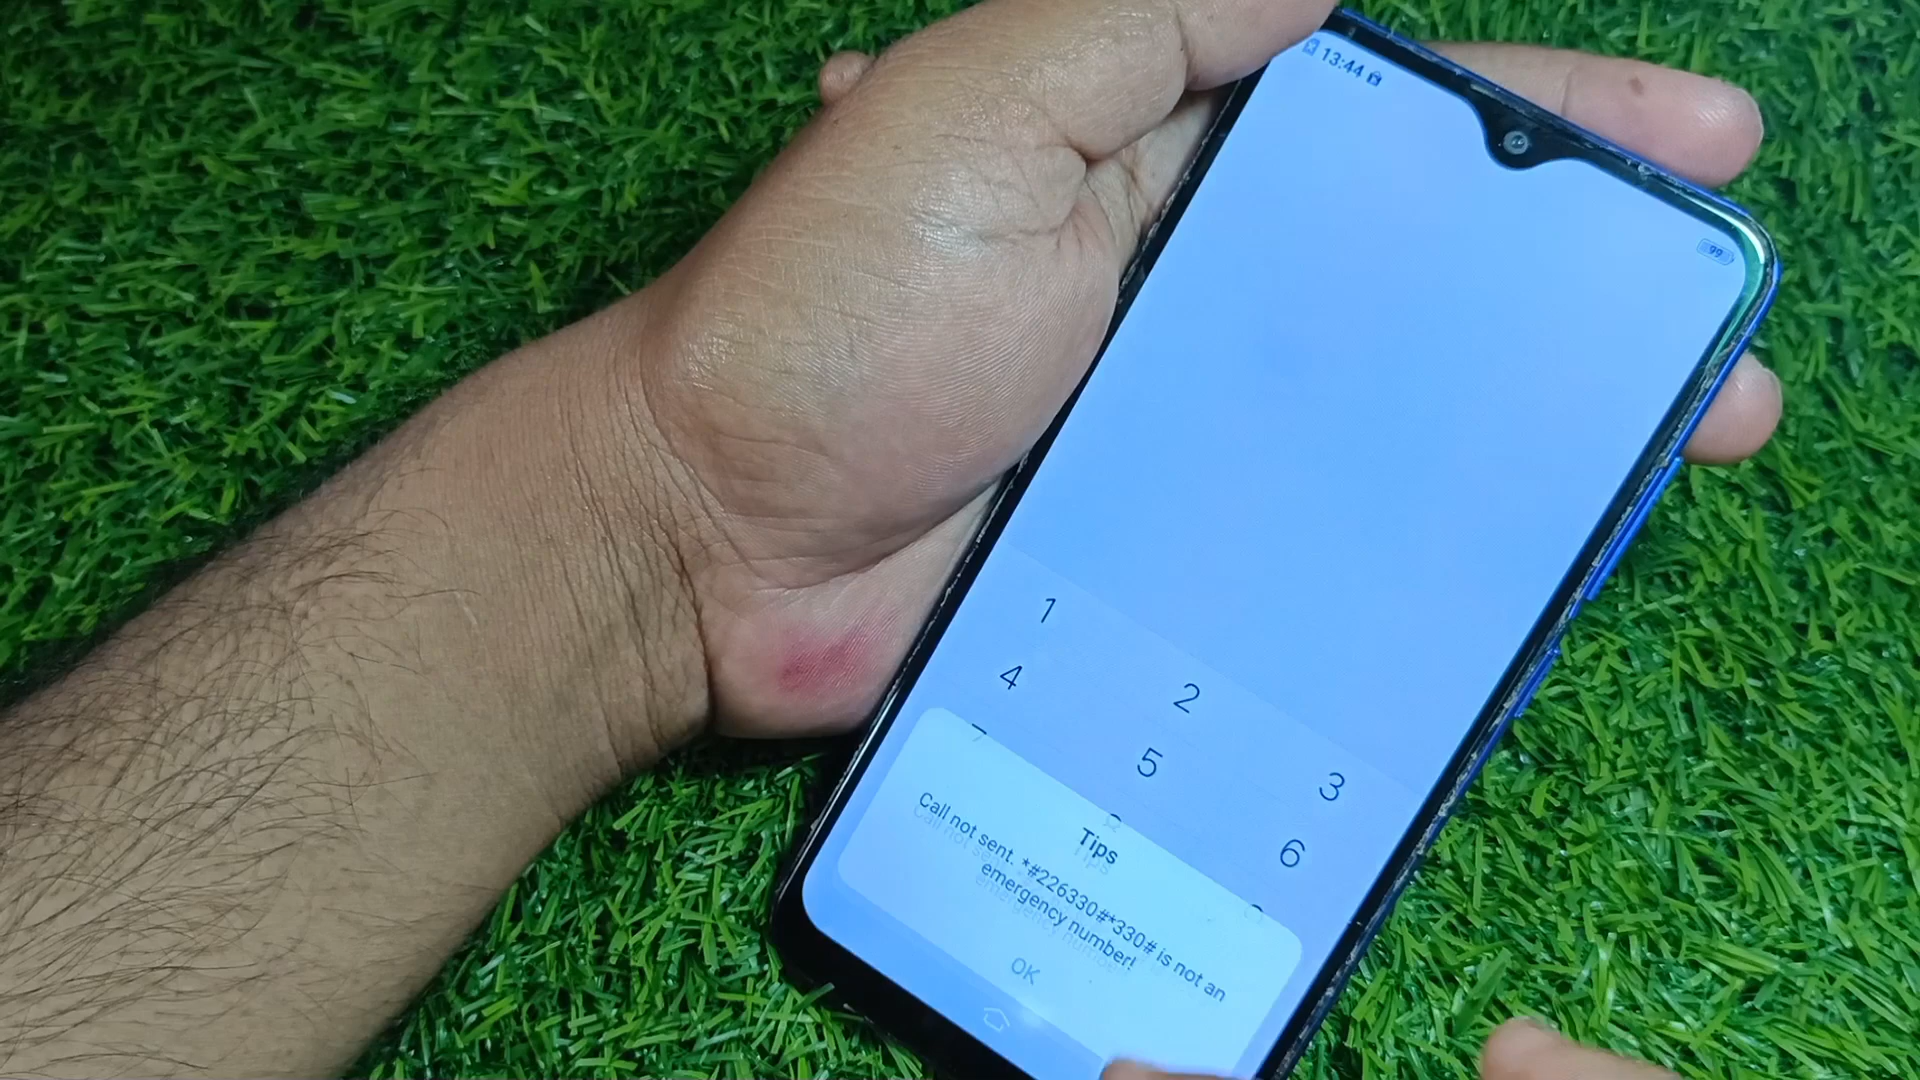 13:44
99
1
2
3
4
5
6
7
Tips
Call not sent. *#226330#*330# is not an
emergency number!
OK